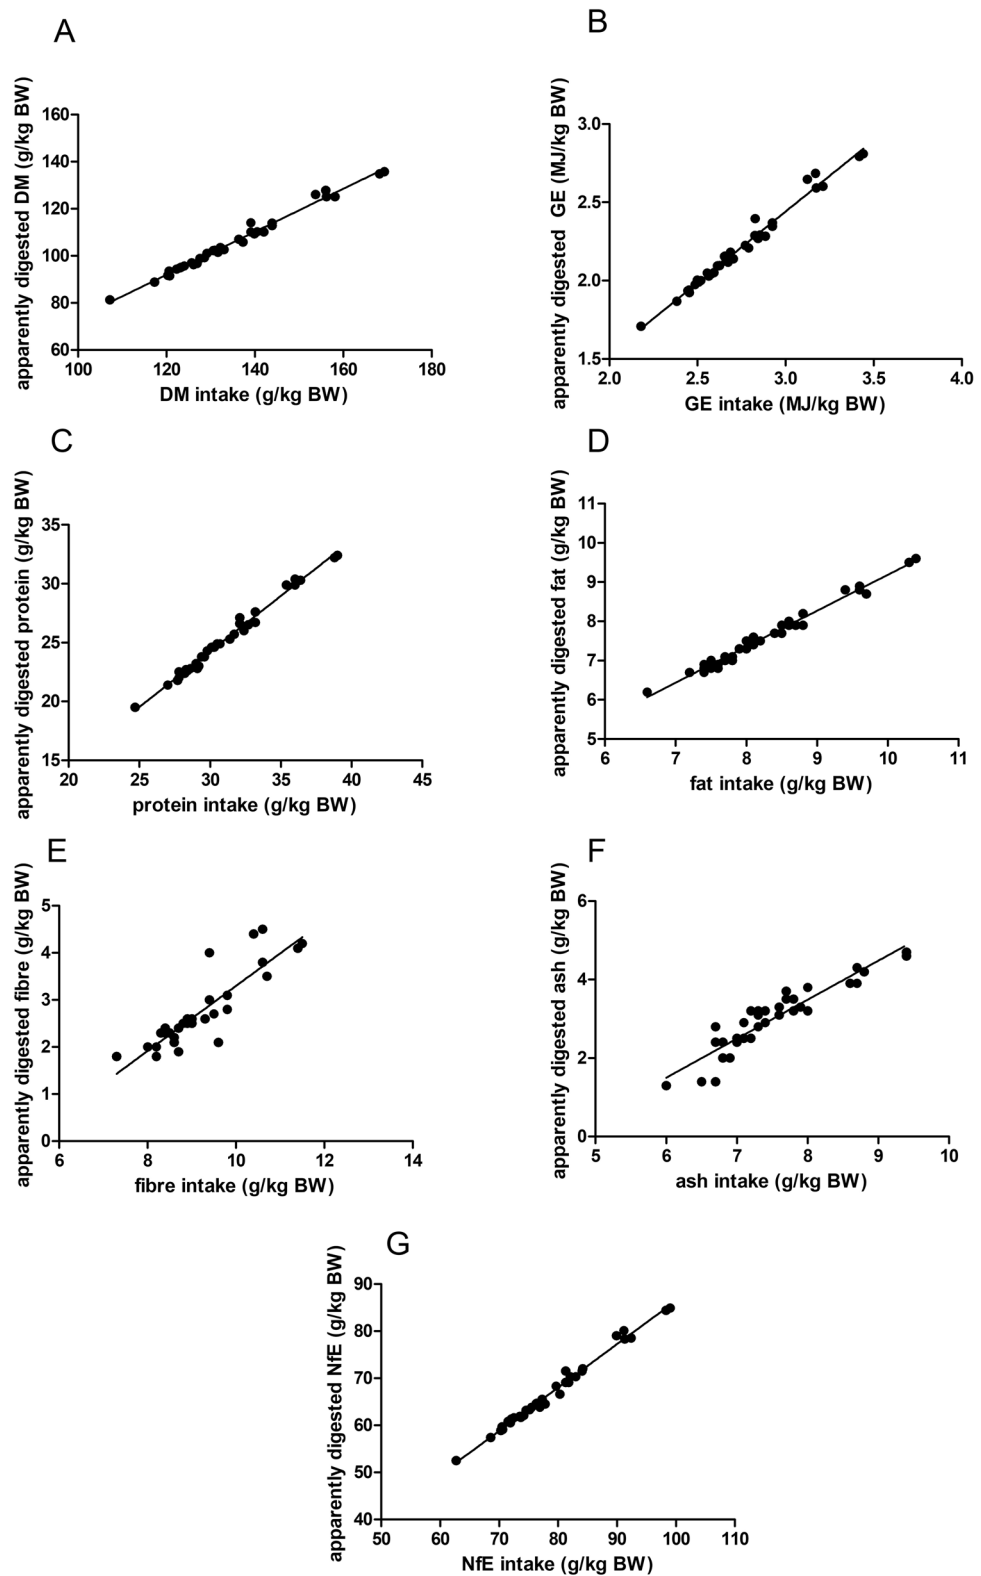 A
apparently digested DM (g/kg BW)
160
140
120
100
80
60
100 120 140 160 180
DM intake (g/kg BW)
B
apparently digested GE (MJ/kg BW)
3.0
2.5
2.0
1.5
2.0 2.5 3.0 3.5 4.0
GE intake (MJ/kg BW)
C
apparently digested protein (g/kg BW)
35
30
25
20
15
20 25 30 35 40 45
protein intake (g/kg BW)
D
apparently digested fat (g/kg BW)
11
10
9
8
7
6
5
6 7 8 9 10 11
fat intake (g/kg BW)
E
apparently digested fibre (g/kg BW)
5
4
3
2
1
0
6 8 10 12 14
fibre intake (g/kg BW)
F
apparently digested ash (g/kg BW)
6
4
2
0
5 6 7 8 9 10
ash intake (g/kg BW)
G
apparently digested NfE (g/kg BW)
90
80
70
60
50
40
50 60 70 80 90 100 110
NfE intake (g/kg BW)